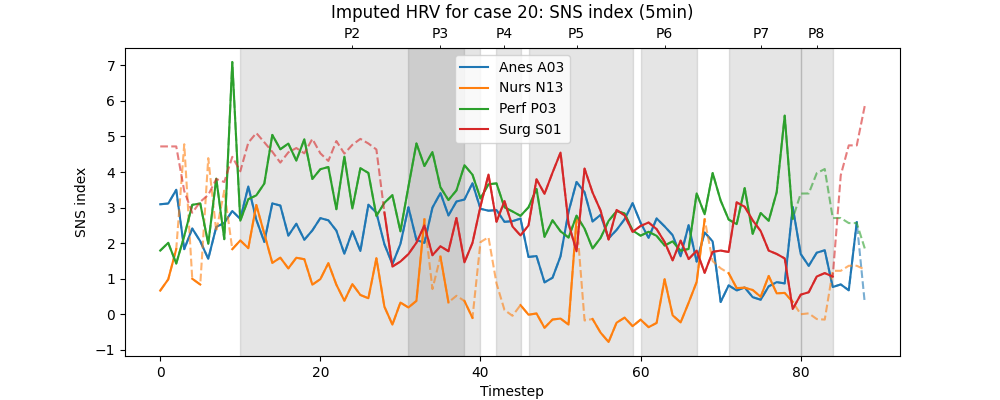 Imputed HRV for case 20: SNS index (5min)
P2 P3 P4 P5 P6 P7 P8
Anes A03
Nurs N13
Perf P03
Surg S01
SNS index
7
6
5
4
3
2
1
0
−1
0 20 40 60 80
Timestep